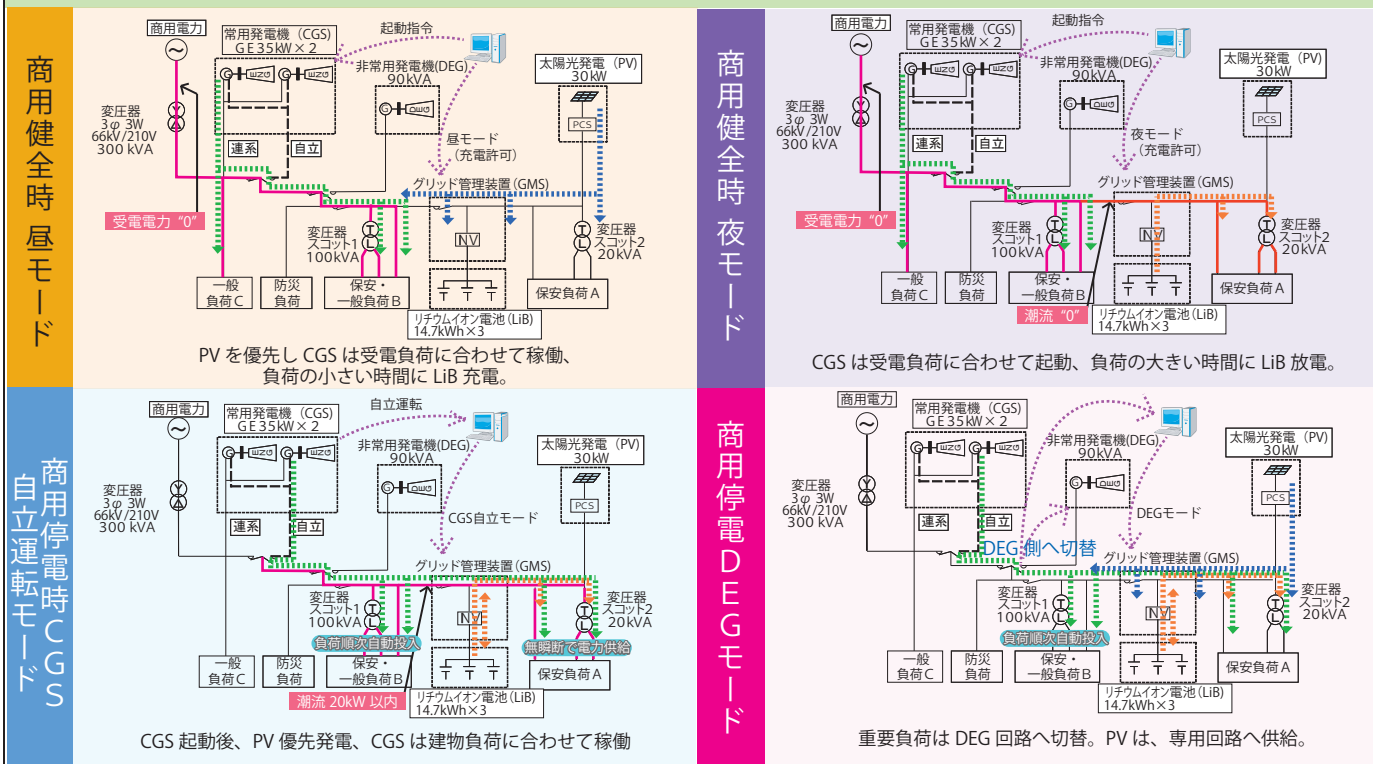 商用健全時 昼モード
商用電力
常用発電機（CGS）
GE35kW×2
起動指令
非常用発電機(DEG)
90kVA
太陽光発電（PV）
30kW
変圧器
3φ 3W
66kV/210V
300 kVA
G
ENG
G
ENG
G
DEG
PCS
連系
自立
昼モード
（充電許可）
グリッド管理装置(GMS)
受電電力 “0”
変圧器
スコット1
100kVA
T
L
INV
T
L
変圧器
スコット2
20kVA
一般
負荷C
防災
負荷
保安・
一般負荷B
保安負荷A
リチウムイオン電池(LiB)
14.7kWh×3
PV を優先し CGS は受電負荷に合わせて稼働、
負荷の小さい時間に LiB 充電。
商用健全時 夜モード
商用電力
常用発電機（CGS）
GE35kW×2
起動指令
非常用発電機(DEG)
90kVA
太陽光発電（PV）
30kW
変圧器
3φ 3W
66kV/210V
300 kVA
G
ENG
G
ENG
G
DEG
PCS
連系
自立
夜モード
（充電許可）
グリッド管理装置(GMS)
受電電力 “0”
変圧器
スコット1
100kVA
T
L
INV
T
L
変圧器
スコット2
20kVA
一般
負荷C
防災
負荷
保安・
一般負荷B
保安負荷A
潮流 “0”
リチウムイオン電池(LiB)
14.7kWh×3
CGS は受電負荷に合わせて起動、負荷の大きい時間に LiB 放電。
商用停電時CGS
自立運転モード
商用電力
常用発電機（CGS）
GE35kW×2
自立運転
非常用発電機(DEG)
90kVA
太陽光発電（PV）
30kW
変圧器
3φ 3W
66kV/210V
300 kVA
G
ENG
G
ENG
G
DEG
PCS
連系
自立
CGS自立モード
グリッド管理装置(GMS)
変圧器
スコット1
100kVA
T
L
INV
T
L
変圧器
スコット2
20kVA
負荷順次自動投入
無瞬断で電力供給
一般
負荷C
防災
負荷
保安・
一般負荷B
保安負荷A
潮流 20kW 以内
リチウムイオン電池(LiB)
14.7kWh×3
CGS 起動後、PV 優先発電、CGS は建物負荷に合わせて稼働
商用停電DEGモード
商用電力
常用発電機（CGS）
GE35kW×2
非常用発電機(DEG)
90kVA
太陽光発電（PV）
30kW
変圧器
3φ 3W
66kV/210V
300 kVA
G
ENG
G
ENG
G
DEG
PCS
連系
自立
DEGモード
DEG 側へ切替
グリッド管理装置(GMS)
変圧器
スコット1
100kVA
T
L
INV
T
L
変圧器
スコット2
20kVA
負荷順次自動投入
一般
負荷C
防災
負荷
保安・
一般負荷B
保安負荷A
リチウムイオン電池(LiB)
14.7kWh×3
重要負荷は DEG 回路へ切替。PV は、専用回路へ供給。